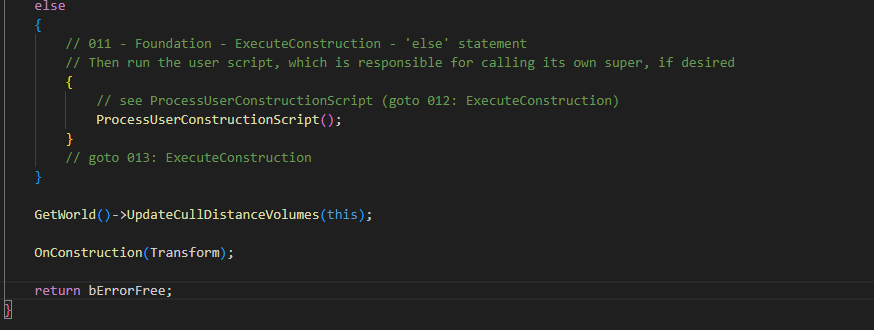 else
{
// 011 - Foundation - ExecuteConstruction - 'else' statement
// Then run the user script, which is responsible for calling its own super, if desired
{
// see ProcessUserConstructionScript (goto 012: ExecuteConstruction)
ProcessUserConstructionScript();
}
// goto 013: ExecuteConstruction
}
GetWorld()->UpdateCullDistanceVolumes(this);
OnConstruction(Transform);
return bErrorFree;
}